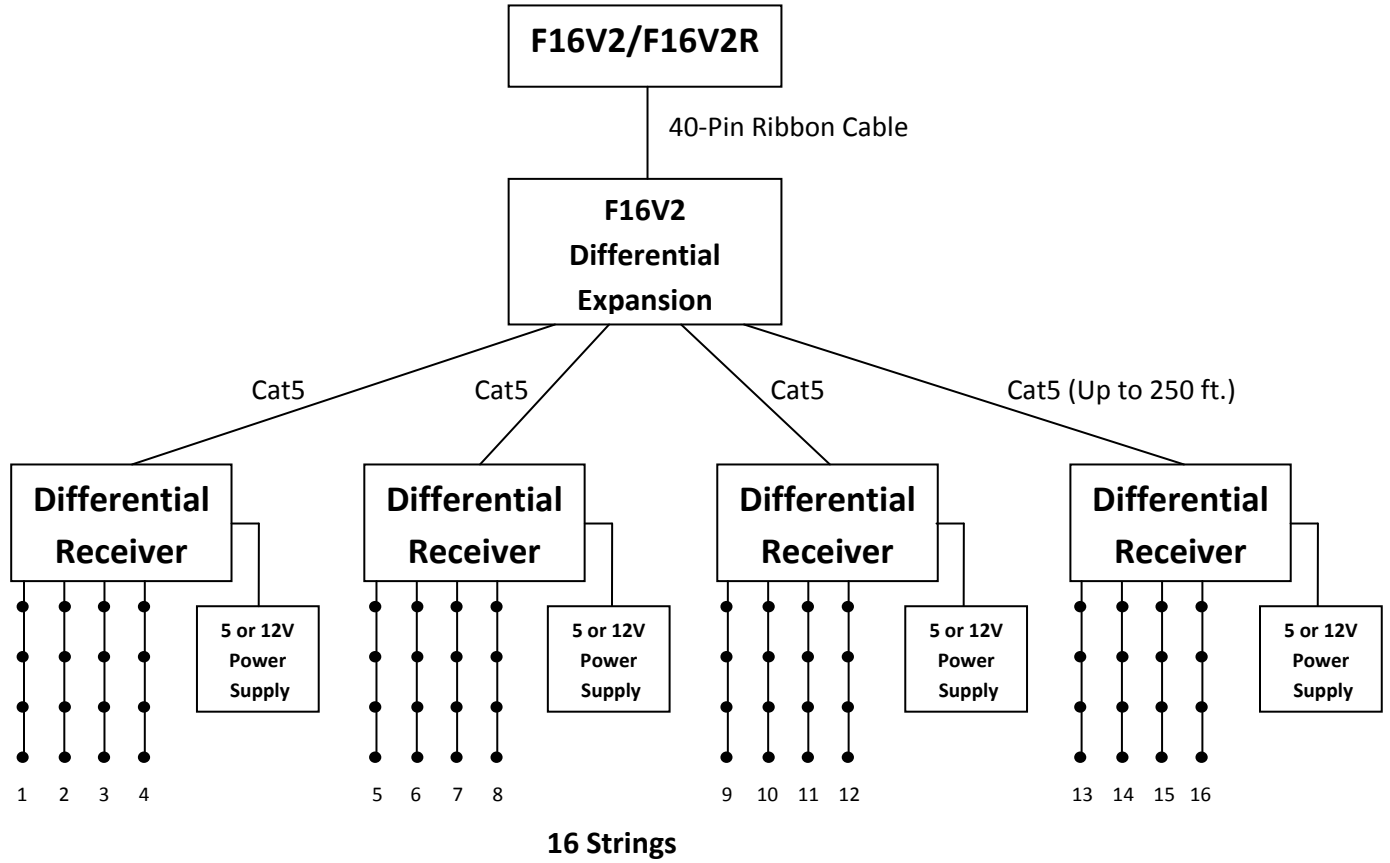 F16V2/F16V2R
40-Pin Ribbon Cable
F16V2
Differential
Expansion
Cat5
Cat5
Cat5
Cat5 (Up to 250 ft.)
Differential
Receiver
Differential
Receiver
Differential
Receiver
Differential
Receiver
5 or 12V
Power
Supply
5 or 12V
Power
Supply
5 or 12V
Power
Supply
5 or 12V
Power
Supply
1 2 3 4
5 6 7 8
9 10 11 12
13 14 15 16
16 Strings